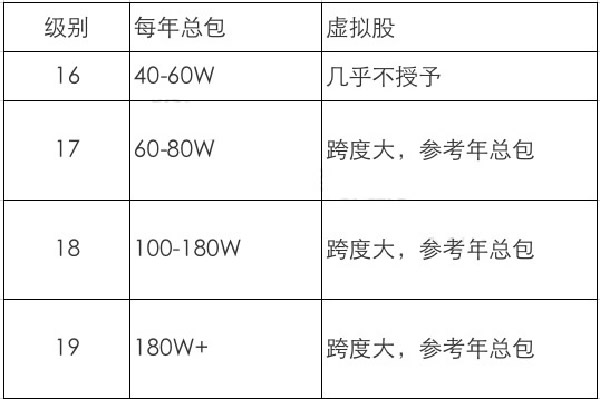 级别 每年总包 虚拟股
16 40-60W 几乎不授予
17 60-80W 跨度大，参考年总包
18 100-180W 跨度大，参考年总包
19 180W+ 跨度大，参考年总包